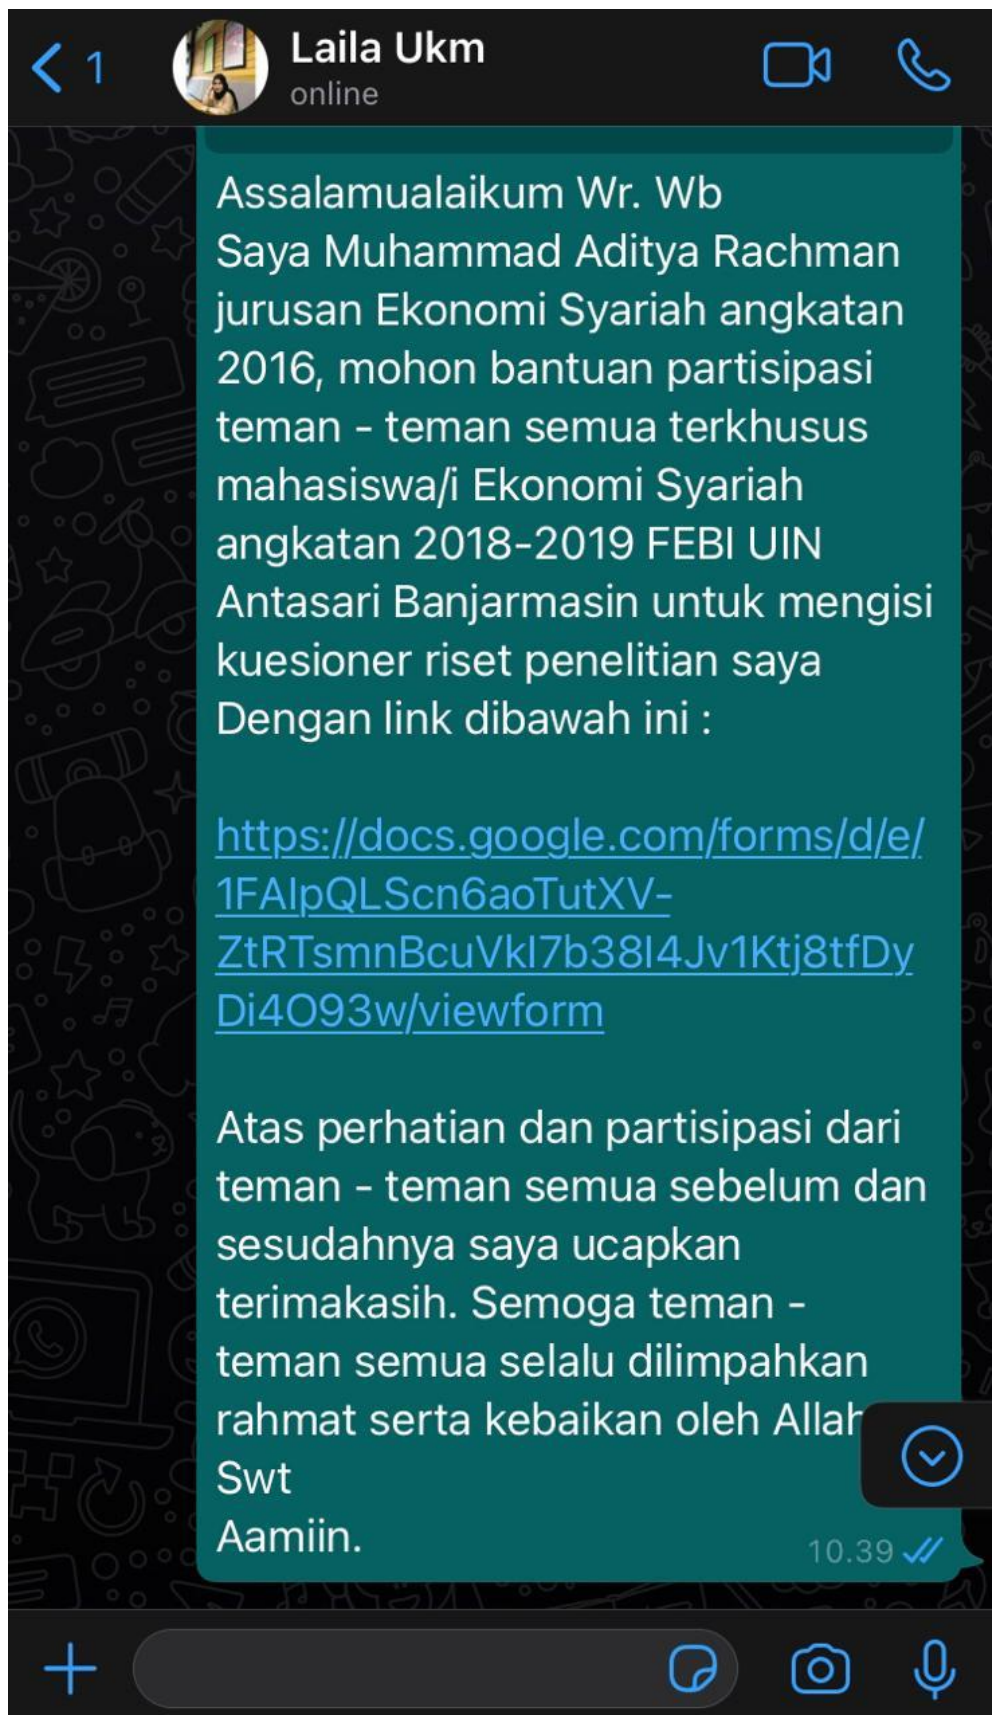 1
Laila Ukm
online
Assalamualaikum Wr. Wb
Saya Muhammad Aditya Rachman
jurusan Ekonomi Syariah angkatan
2016, mohon bantuan partisipasi
teman - teman semua terkhusus
mahasiswa/i Ekonomi Syariah
angkatan 2018-2019 FEBI UIN
Antasari Banjarmasin untuk mengisi
kuesioner riset penelitian saya
Dengan link dibawah ini :
https://docs.google.com/forms/d/e/
1FAIpQLScn6aoTutXV-
ZtRTsmnBcuVkI7b38I4Jv1Ktj8tfDy
Di4O93w/viewform
Atas perhatian dan partisipasi dari
teman - teman semua sebelum dan
sesudahnya saya ucapkan
terimakasih. Semoga teman -
teman semua selalu dilimpahkan
rahmat serta kebaikan oleh Allah
Swt
Aamiin.
10.39